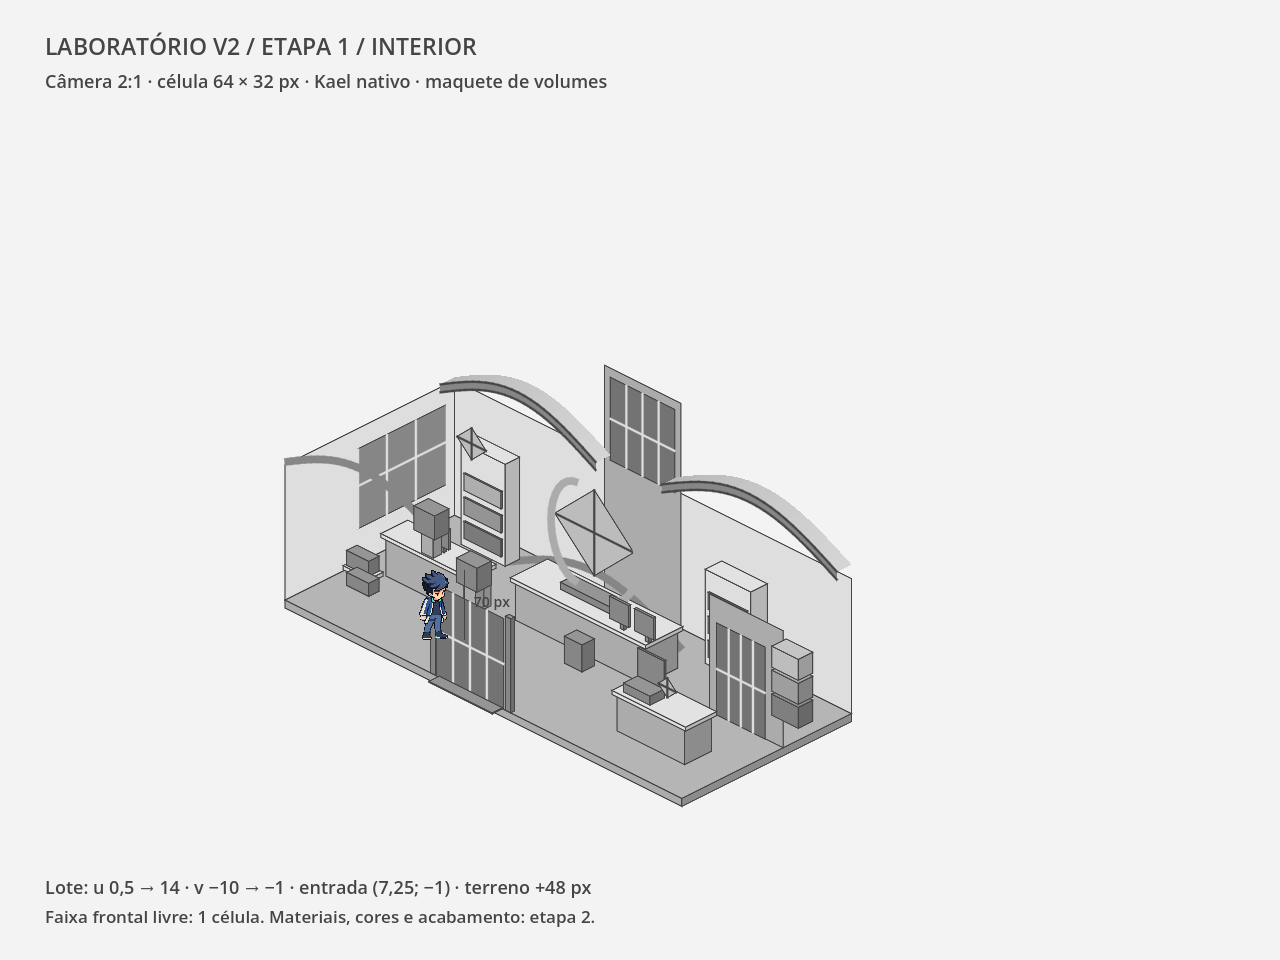 LABORATÓRIO V2 / ETAPA 1 / INTERIOR
Câmera 2:1 · célula 64 × 32 px · Kael nativo · maquete de volumes
70 px
Lote: u 0,5 → 14 · v −10 → −1 · entrada (7,25; −1) · terreno +48 px
Faixa frontal livre: 1 célula. Materiais, cores e acabamento: etapa 2.